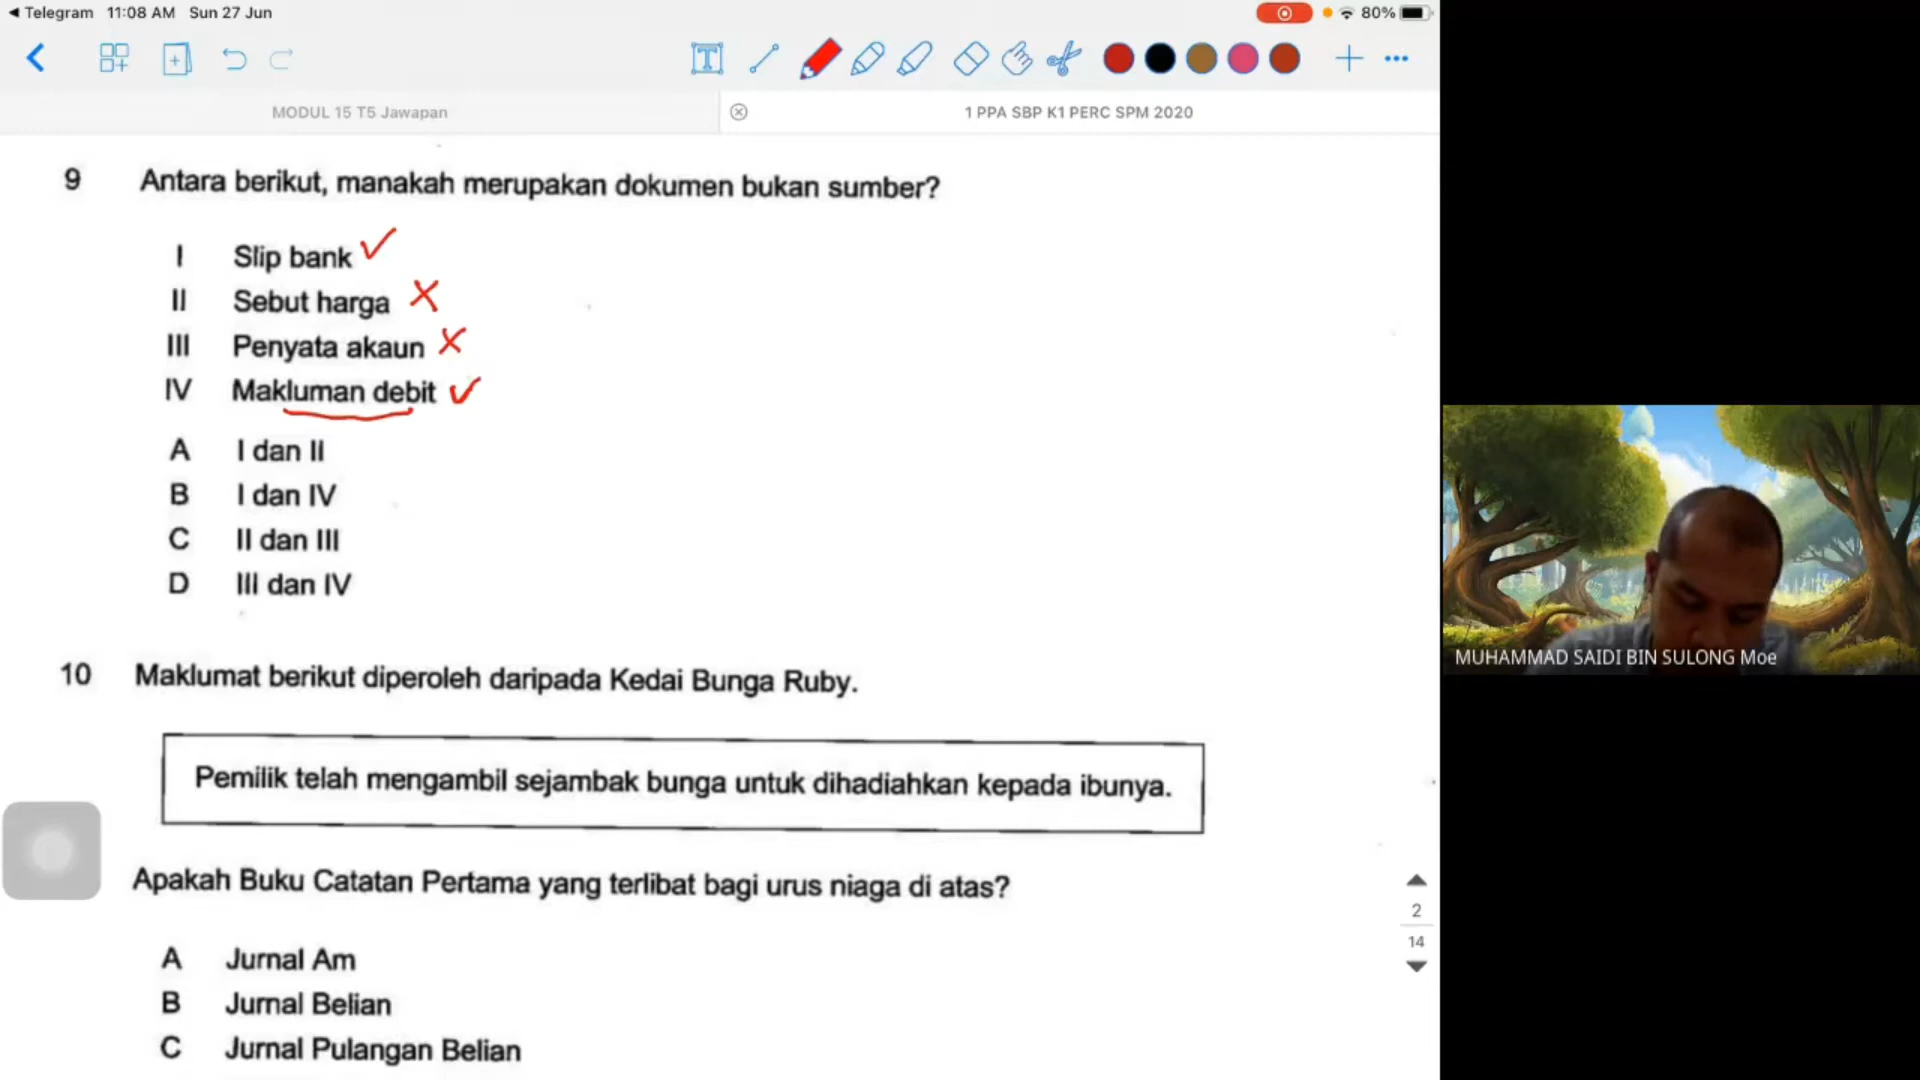 ◄ Telegram 11:08 AM Sun 27 Jun 80%
MODUL 15 T5 Jawapan
1 PPA SBP K1 PERC SPM 2020
9 Antara berikut, manakah merupakan dokumen bukan sumber?
I Slip bank
II Sebut harga
III Penyata akaun
IV Makluman debit
A I dan II
B I dan IV
C II dan III
D III dan IV
10 Maklumat berikut diperoleh daripada Kedai Bunga Ruby.
Pemilik telah mengambil sejambak bunga untuk dihadiahkan kepada ibunya.
Apakah Buku Catatan Pertama yang terlibat bagi urus niaga di atas?
A Jurnal Am
B Jurnal Belian
C Jurnal Pulangan Belian
2
14
MUHAMMAD SAIDI BIN SULONG Moe